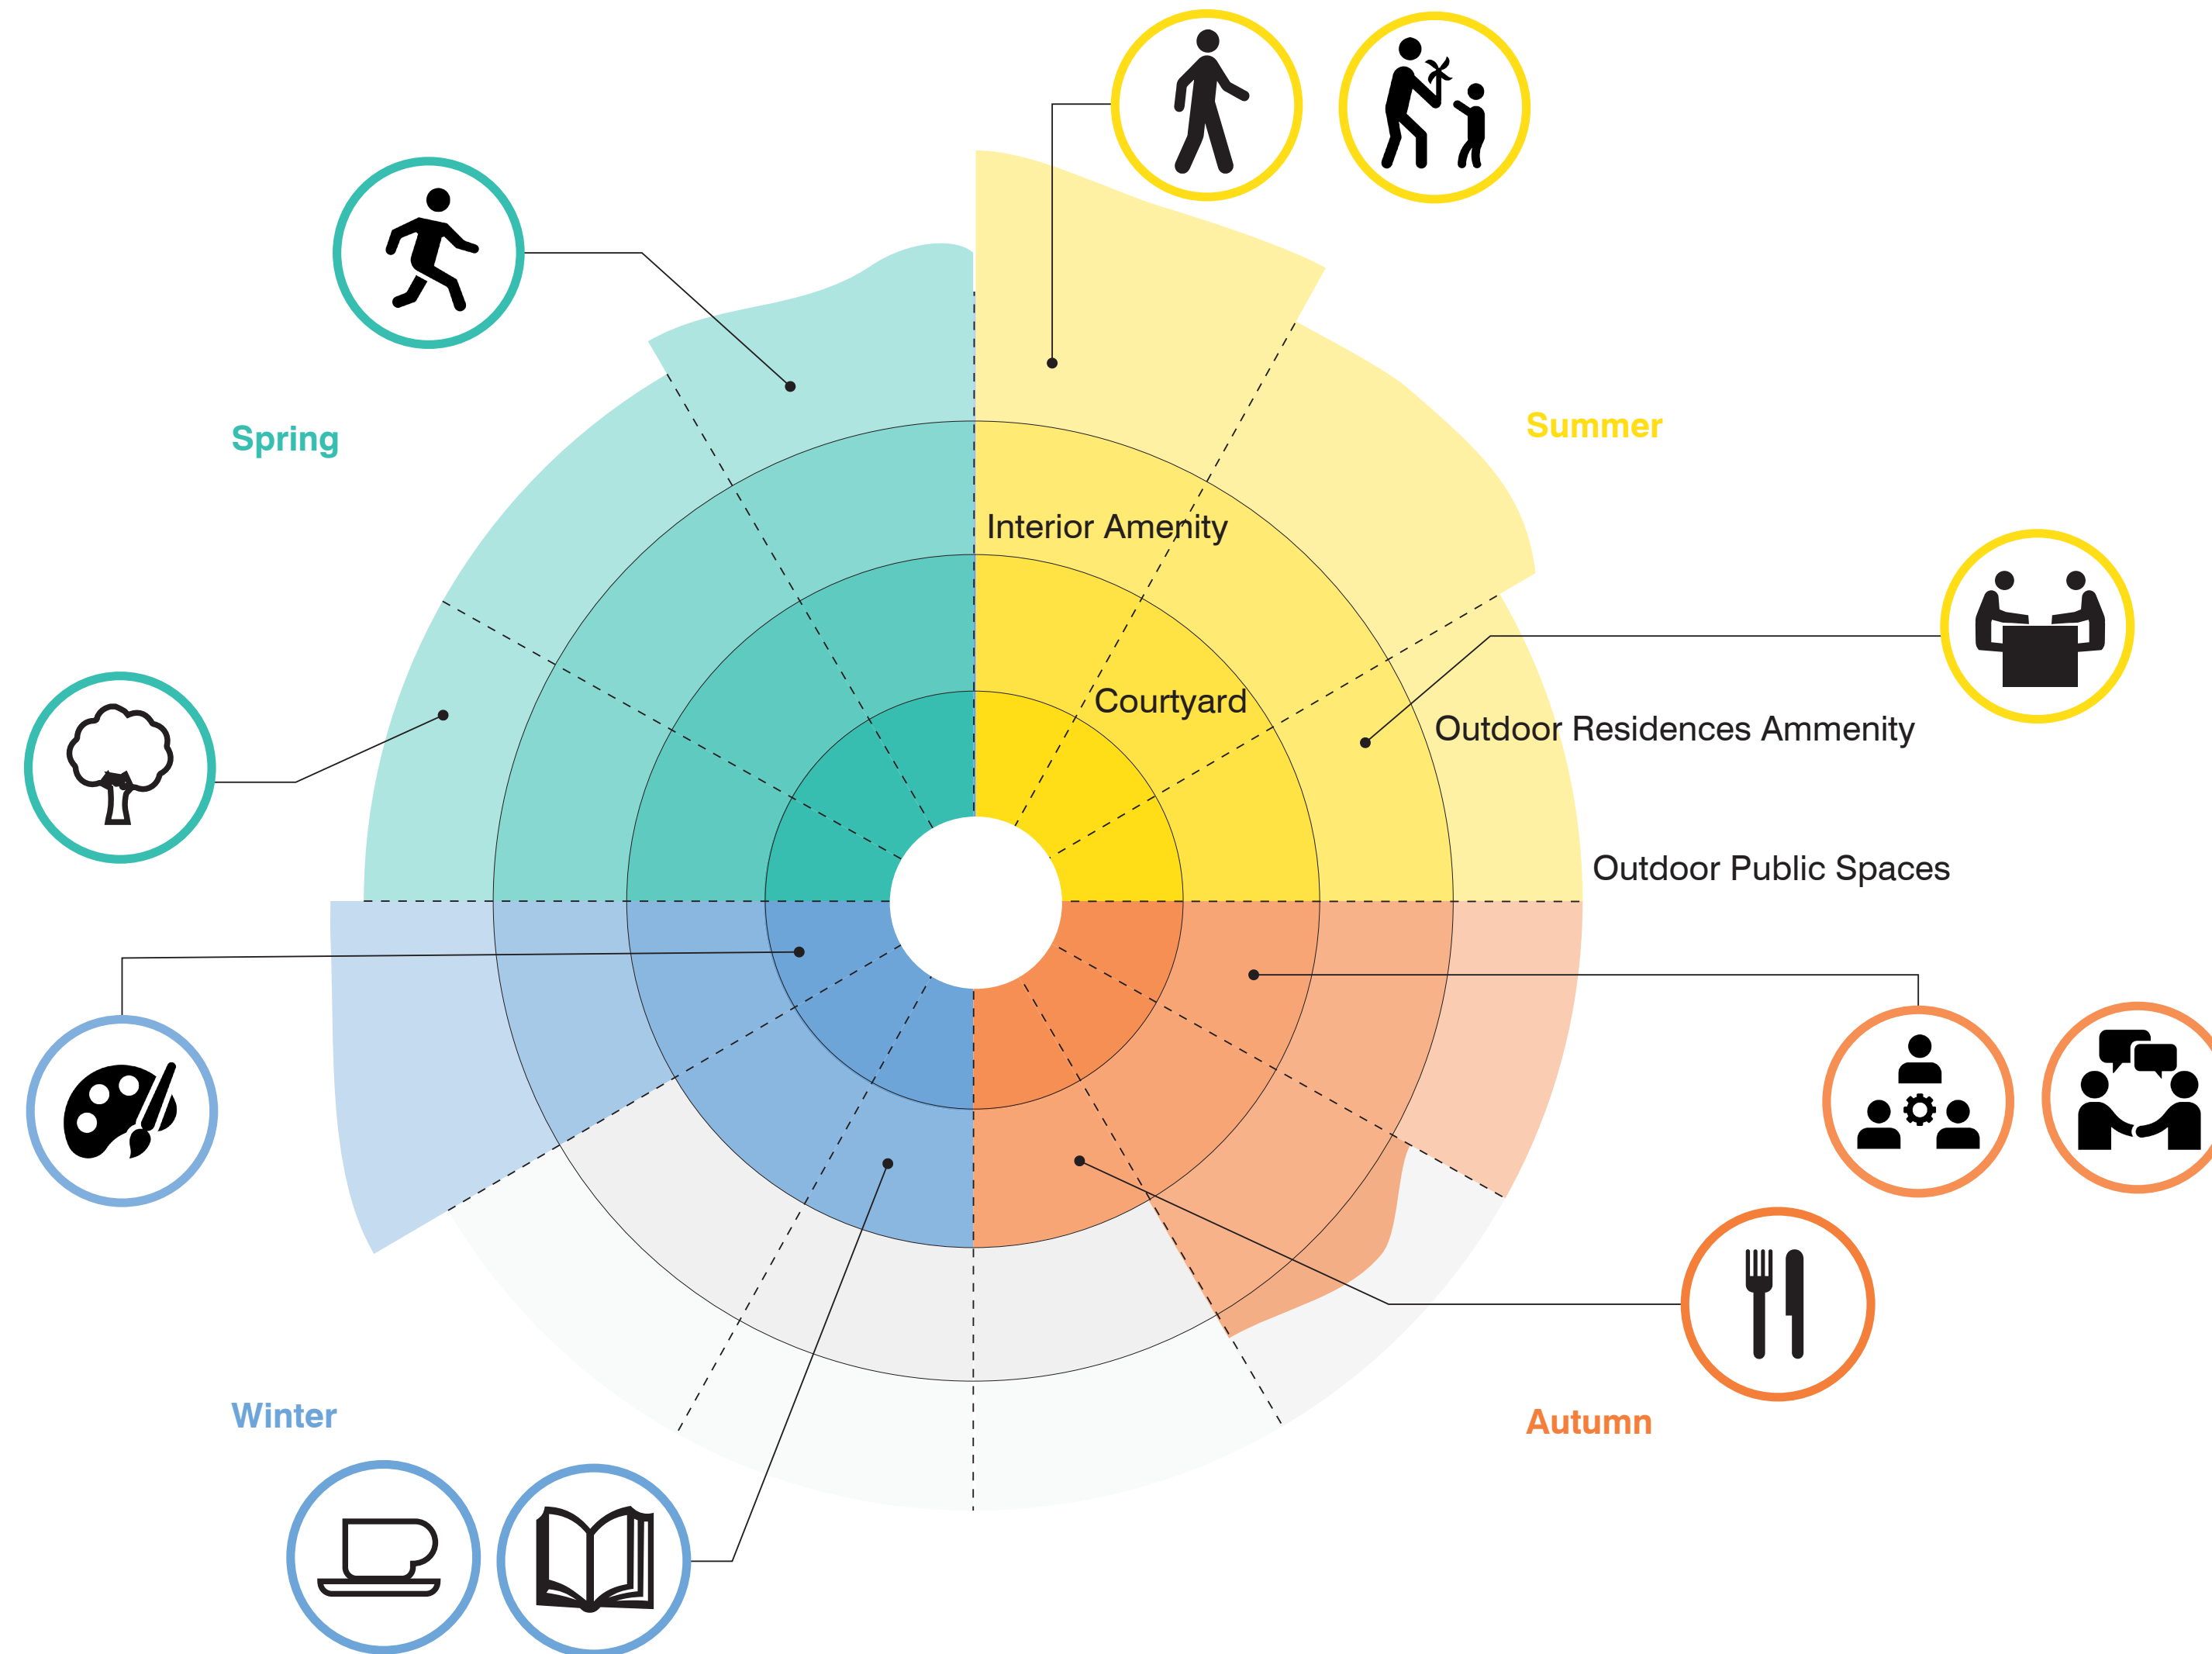 Spring
Summer
Interior Amenity
Courtyard
Outdoor Residences Ammenity
Outdoor Public Spaces
Winter
Autumn